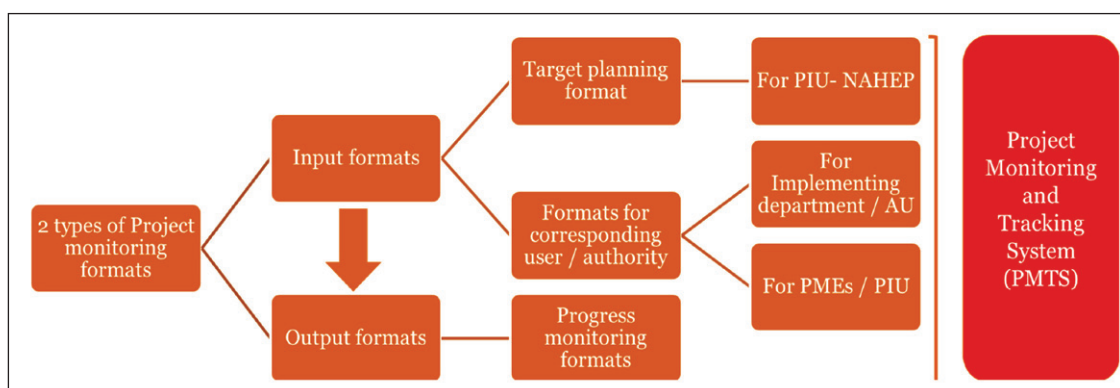 2 types of Project
monitoring
formats
Input formats
Output formats
Target planning
format
Formats for
corresponding
user / authority
Progress
monitoring
formats
For PIU- NAHEP
For
Implementing
department / AU
For PMEs / PIU
Project
Monitoring
and
Tracking
System
(PMTS)